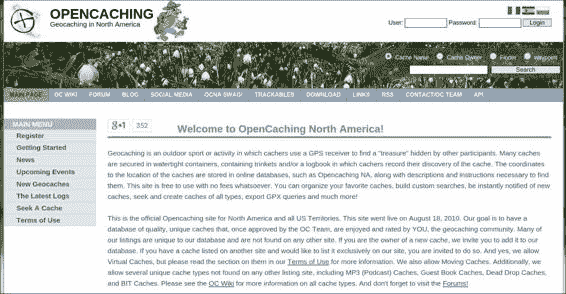 OPENCACHING
Geocaching in North America
User: Password: Login
Cache Name Cache Owner Finder Waypoint
Search
MAIN PAGE OC WIKI FORUM BLOG SOCIAL MEDIA OCNA SWAG! TRACKABLES DOWNLOAD LINKS RSS CONTACT/OC TEAM API
MAIN MENU
Register
Getting Started
News
Upcoming Events
New Geocaches
The Latest Logs
Seek A Cache
Terms of Use
g+1 352
Welcome to OpenCaching North America!
Geocaching is an outdoor sport or activity in which cachers use a GPS receiver to find a "treasure" hidden by other participants. Many caches
are secured in watertight containers, containing trinkets and/or a logbook in which cachers record their discovery of the cache. The coordinates
to the location of the caches are stored in online databases, such as Opencaching NA, along with descriptions and instructions necessary to find
them. This site is free to use with no fees whatsoever. You can organize your favorite caches, build custom searches, be instantly notified of new
caches, seek and create caches of all types, export GPX queries and much more!
This is the official Opencaching site for North America and all US Territories. This site went live on August 18, 2010. Our goal is to have a
database of quality, unique caches that, once approved by the OC Team, are enjoyed and rated by YOU, the geocaching community. Many of
our listings are unique to our database and are not found on any other site. If you are the owner of a new cache, we invite you to add it to our
database. If you have a cache listed on another site and would like to list it exclusively on our site, you are invited to do so. And yes, we allow
Virtual Caches, but please read the section on them in our Terms of Use for more information. We also allow Moving Caches. Additionally, we
allow several unique cache types not found on any other listing site, including MP3 (Podcast) Caches, Guest Book Caches, Dead Drop Caches,
and BIT Caches. Please see the OC Wiki for more information on all cache types. And don't forget to visit the Forums!